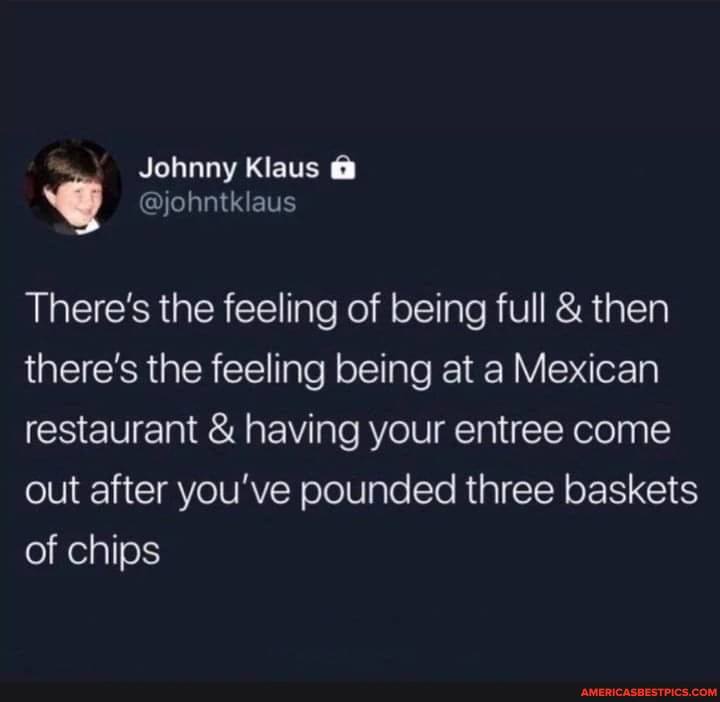 Johnny Klaus
@johntklaus
There's the feeling of being full & then
there's the feeling being at a Mexican
restaurant & having your entree come
out after you've pounded three baskets
of chips
AMERICASBESTPICS.COM